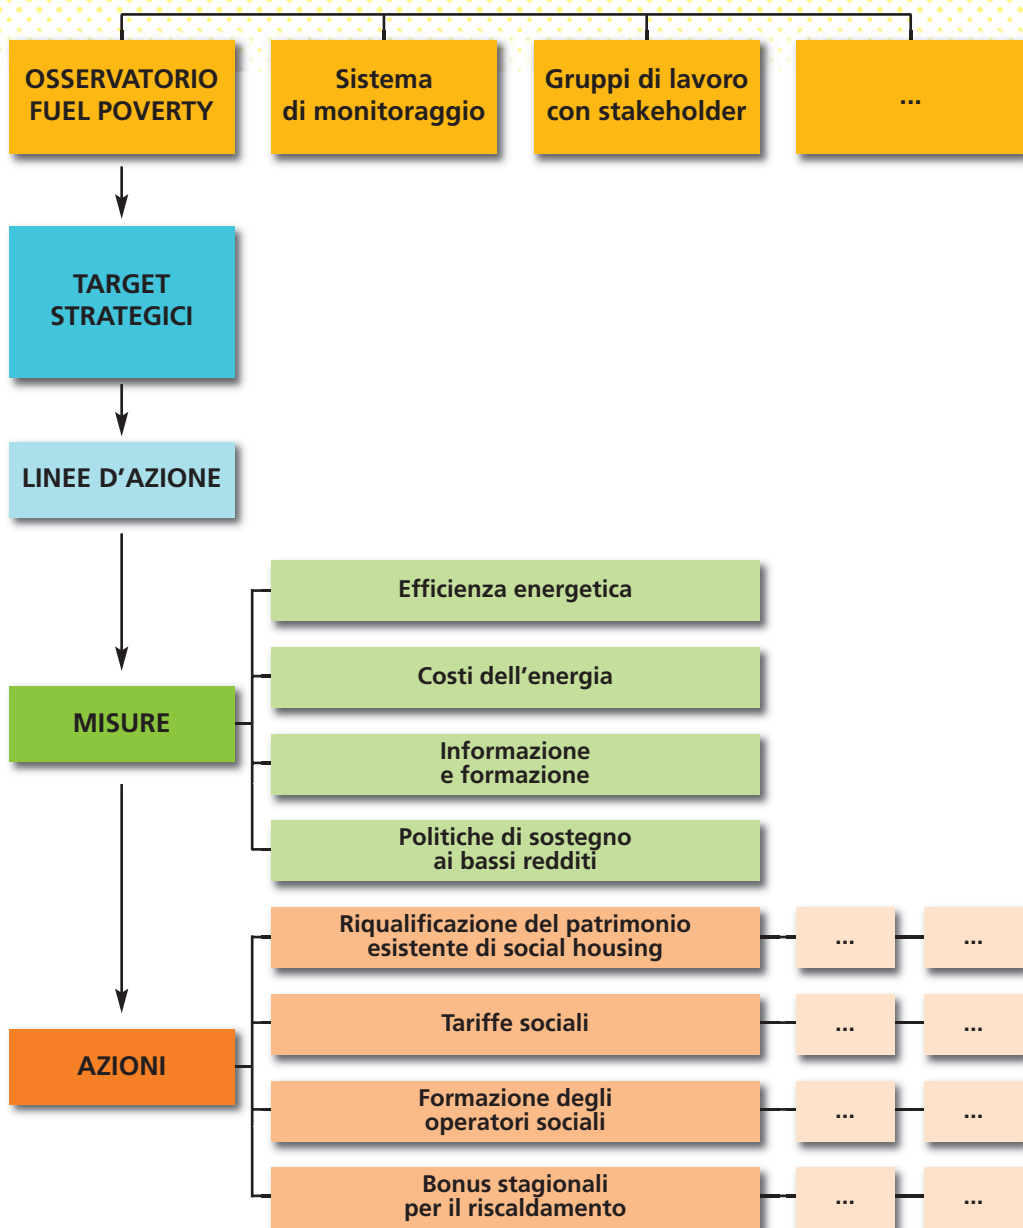 OSSERVATORIO
FUEL POVERTY
Sistema
di monitoraggio
Gruppi di lavoro
con stakeholder
...
TARGET
STRATEGICI
LINEE D’AZIONE
MISURE
Efficienza energetica
Costi dell’energia
Informazione
e formazione
Politiche di sostegno
ai bassi redditi
AZIONI
Riqualificazione del patrimonio
esistente di social housing
...
...
Tariffe sociali
...
...
Formazione degli
operatori sociali
...
...
Bonus stagionali
per il riscaldamento
...
...